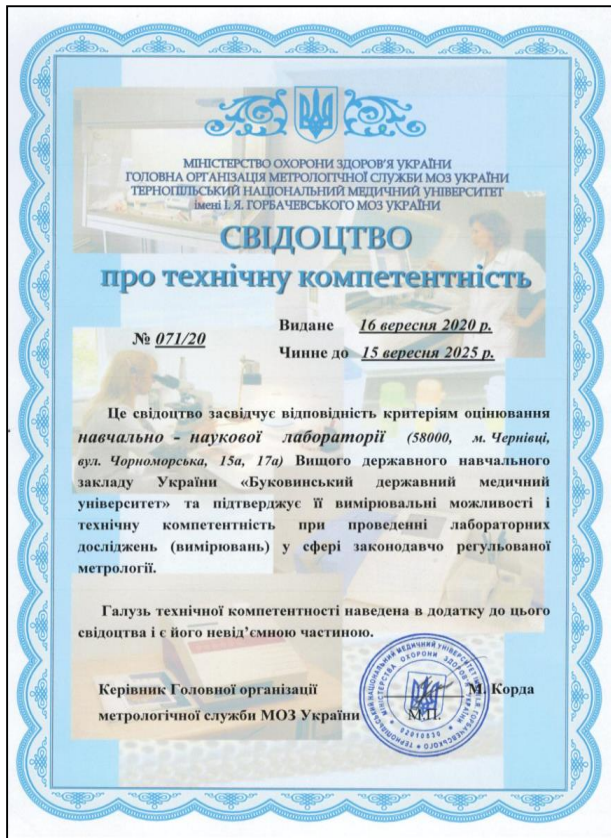 МІНІСТЕРСТВО ОХОРОНИ ЗДОРОВ'Я УКРАЇНИ
ГОЛОВНА ОРГАНІЗАЦІЯ МЕТРОЛОГІЧНОЇ СЛУЖБИ МОЗ УКРАЇНИ
ТЕРНОПІЛЬСЬКИЙ НАЦІОНАЛЬНИЙ МЕДИЧНИЙ УНІВЕРСИТЕТ
імені І. Я. ГОРБАЧЕВСЬКОГО МОЗ УКРАЇНИ
СВІДОЦТВО
про технічну компетентність
№ 071/20
Видане 16 вересня 2020 р.
Чинне до 15 вересня 2025 р.
Це свідоцтво засвідчує відповідність критеріям оцінювання
навчально - наукової лабораторії (58000, м. Чернівці,
вул. Чорноморська, 15а, 17а) Вищого державного навчального
закладу України «Буковинський державний медичний
університет» та підтверджує її вимірювальні можливості і
технічну компетентність при проведенні лабораторних
досліджень (вимірювань) у сфері законодавчо регульованої
метрології.
Галузь технічної компетентності наведена в додатку до цього
свідоцтва і є його невід'ємною частиною.
Керівник Головної організації
метрологічної служби МОЗ України
М. Корда
М.П.
02010830